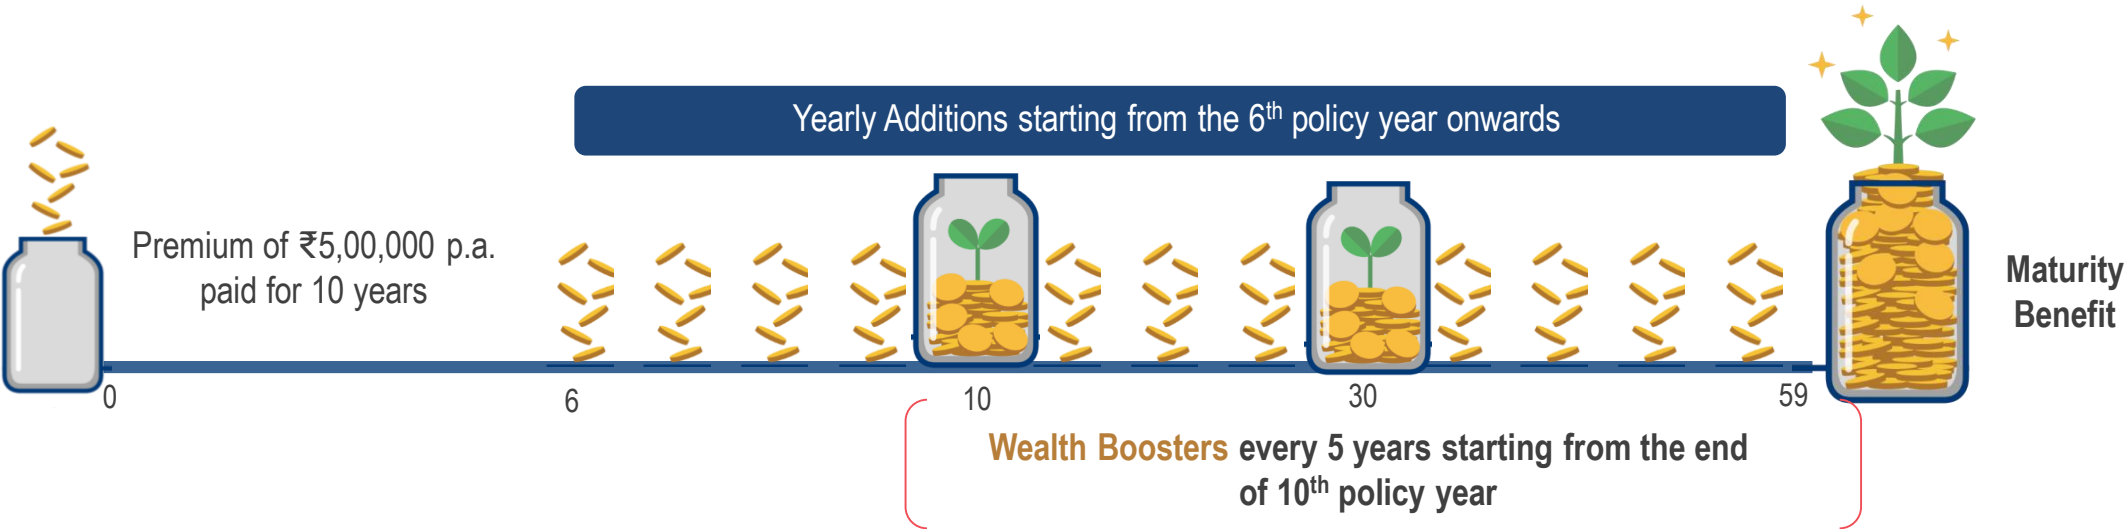 Yearly Additions starting from the 6th policy year onwards
Premium of ₹5,00,000 p.a.
paid for 10 years
Maturity
Benefit
0
6
10
30
59
Wealth Boosters every 5 years starting from the end
of 10th policy year